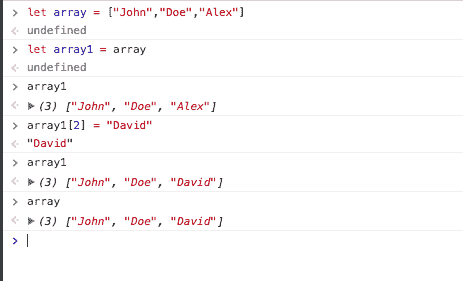 > let array = ["John","Doe","Alex"]
< undefined
> let array1 = array
< undefined
> array1
< ▶(3) ["John", "Doe", "Alex"]
> array1[2] = "David"
< "David"
> array1
< ▶(3) ["John", "Doe", "David"]
> array
< ▶(3) ["John", "Doe", "David"]
>